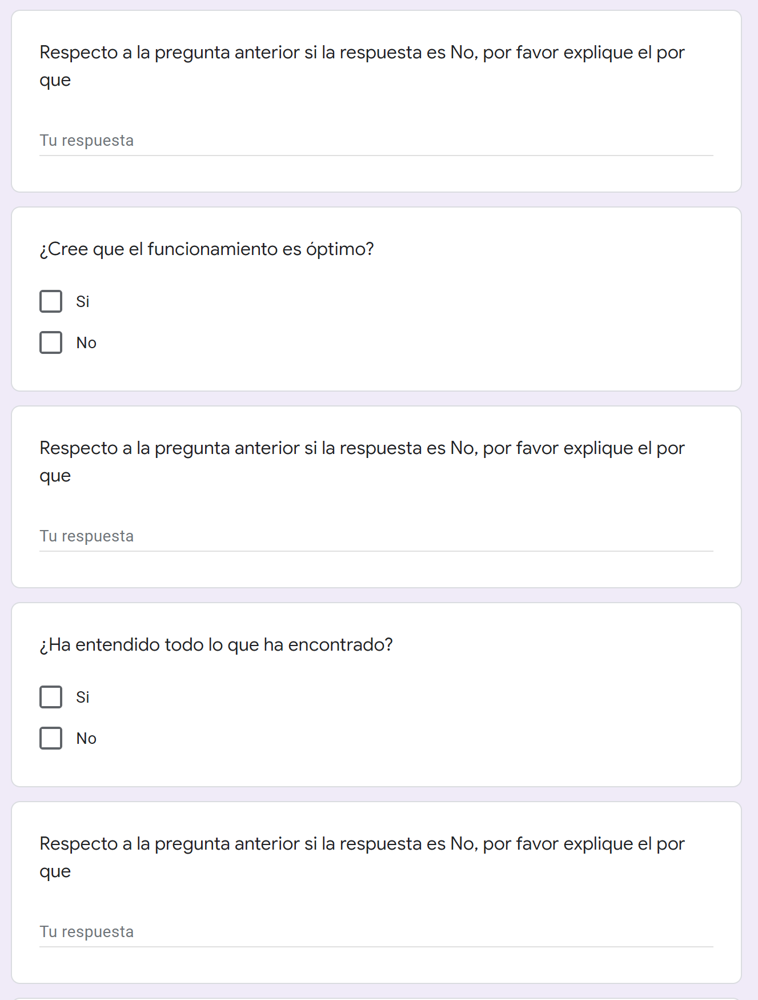 Respecto a la pregunta anterior si la respuesta es No, por favor explique el por
que
Tu respuesta
¿Cree que el funcionamiento es óptimo?
Si
No
Respecto a la pregunta anterior si la respuesta es No, por favor explique el por
que
Tu respuesta
¿Ha entendido todo lo que ha encontrado?
Si
No
Respecto a la pregunta anterior si la respuesta es No, por favor explique el por
que
Tu respuesta